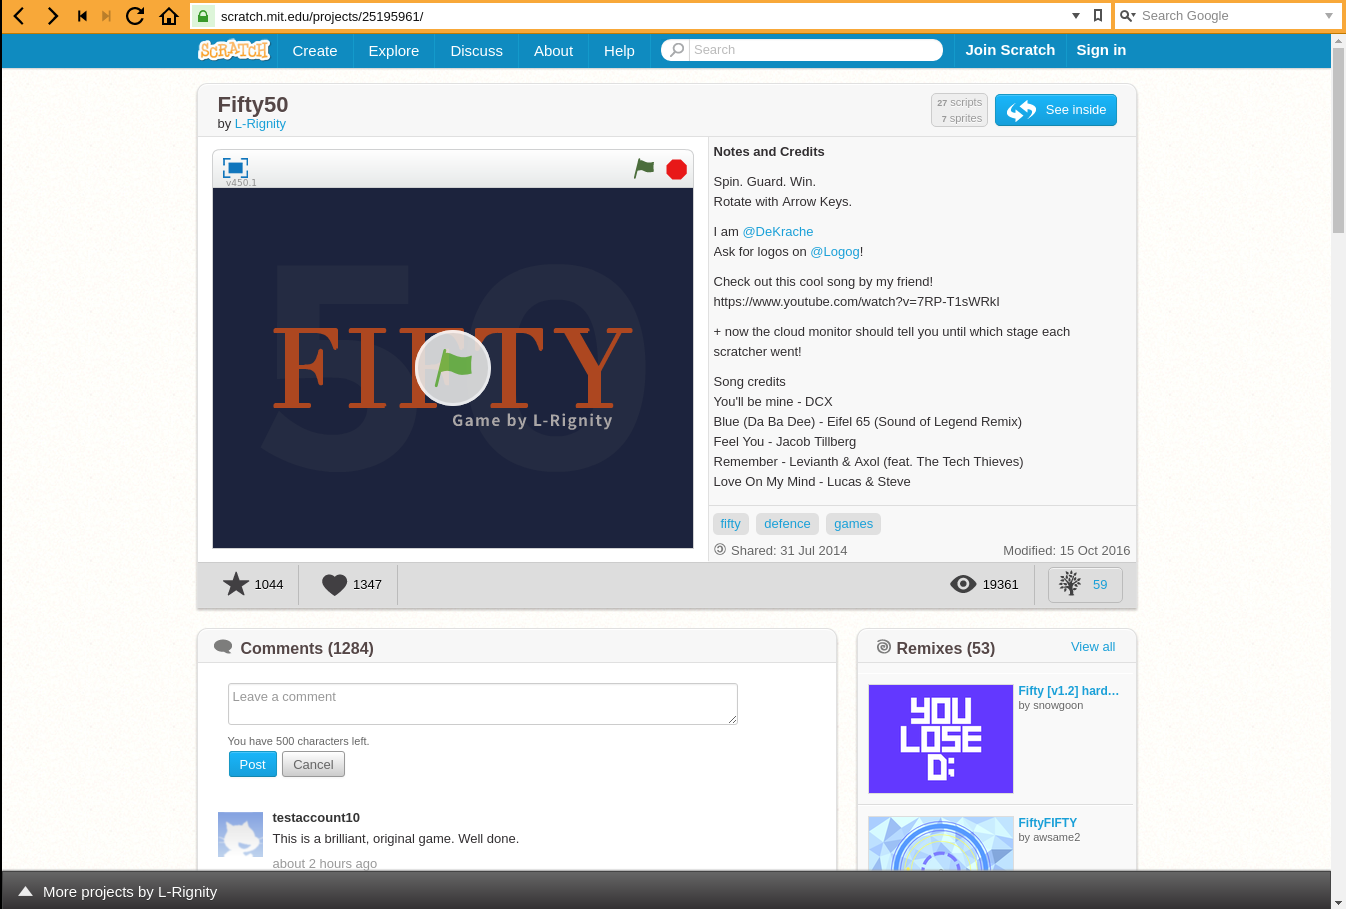 scratch.mit.edu/projects/25195961/
Search Google
SCRATCH
Create
Explore
Discuss
About
Help
Search
Join Scratch
Sign in
Fifty50
by L-Rignity
27 scripts
7 sprites
See inside
v450.1
50
FIFTY
Game by L-Rignity
Notes and Credits
Spin. Guard. Win.
Rotate with Arrow Keys.
I am @DeKrache
Ask for logos on @Logog!
Check out this cool song by my friend!
https://www.youtube.com/watch?v=7RP-T1sWRkI
+ now the cloud monitor should tell you until which stage each
scratcher went!
Song credits
You'll be mine - DCX
Blue (Da Ba Dee) - Eifel 65 (Sound of Legend Remix)
Feel You - Jacob Tillberg
Remember - Levianth & Axol (feat. The Tech Thieves)
Love On My Mind - Lucas & Steve
fifty
defence
games
Shared: 31 Jul 2014
Modified: 15 Oct 2016
1044
1347
19361
59
Comments (1284)
Leave a comment
You have 500 characters left.
Post
Cancel
testaccount10
This is a brilliant, original game. Well done.
about 2 hours ago
Remixes (53)
View all
YOU
LOSE
D;
Fifty [v1.2] hard…
by snowgoon
FiftyFIFTY
by awsame2
More projects by L-Rignity